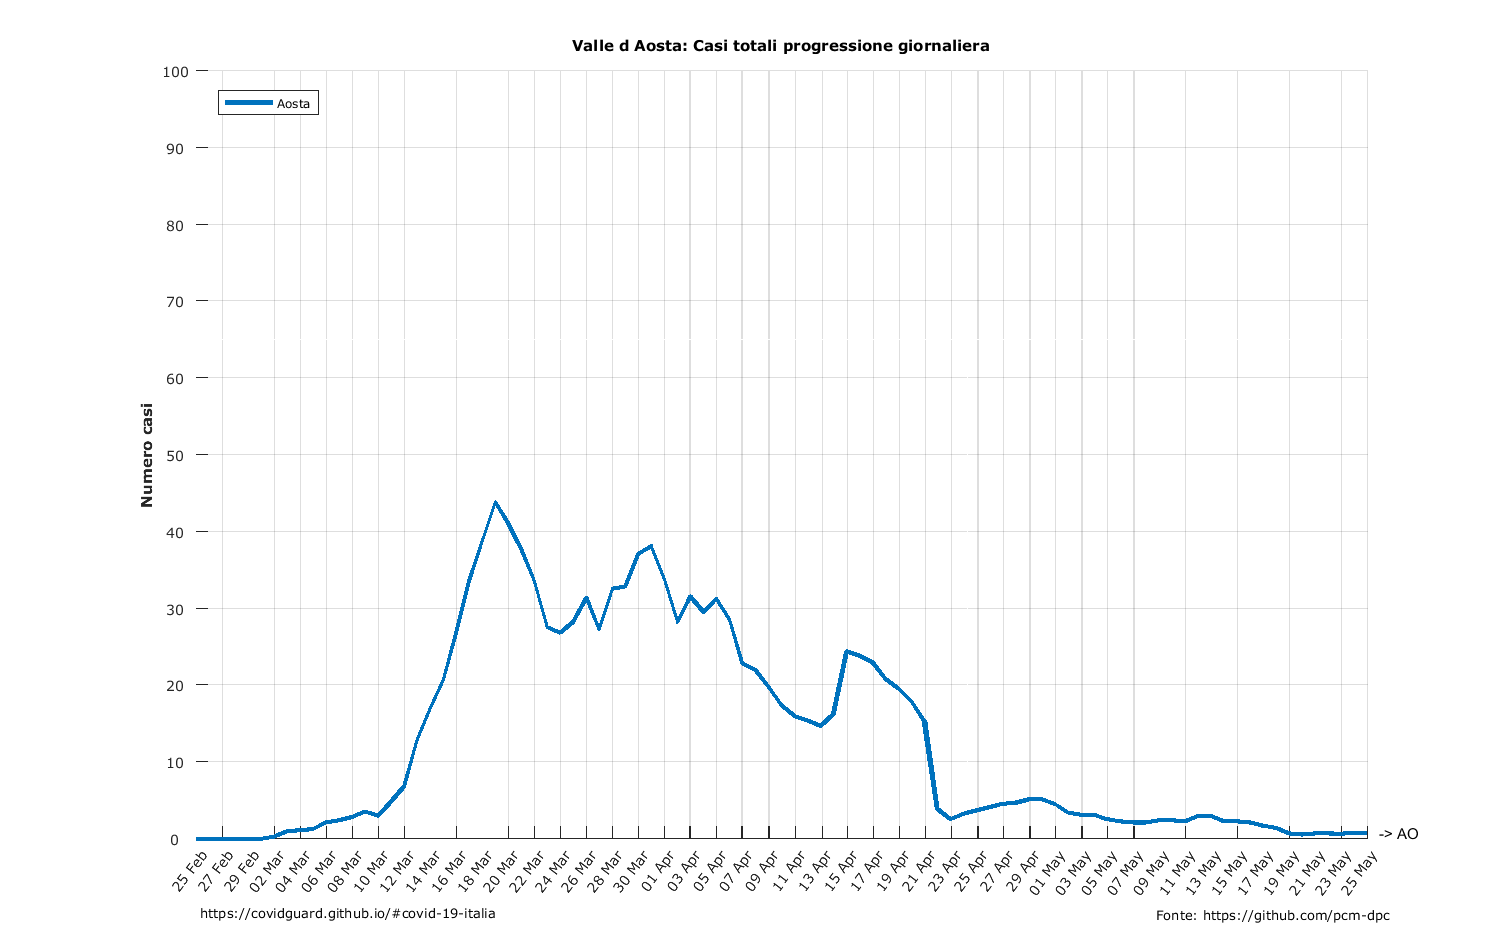 Valle d Aosta: Casi totali progressione giornaliera
Aosta
100
90
80
70
60
50
40
30
20
10
0
Numero casi
25 Feb
27 Feb
29 Feb
02 Mar
04 Mar
06 Mar
08 Mar
10 Mar
12 Mar
14 Mar
16 Mar
18 Mar
20 Mar
22 Mar
24 Mar
26 Mar
28 Mar
30 Mar
01 Apr
03 Apr
05 Apr
07 Apr
09 Apr
11 Apr
13 Apr
15 Apr
17 Apr
19 Apr
21 Apr
23 Apr
25 Apr
27 Apr
29 Apr
01 May
03 May
05 May
07 May
09 May
11 May
13 May
15 May
17 May
19 May
21 May
23 May
25 May
-> AO
https://covidguard.github.io/#covid-19-italia
Fonte: https://github.com/pcm-dpc